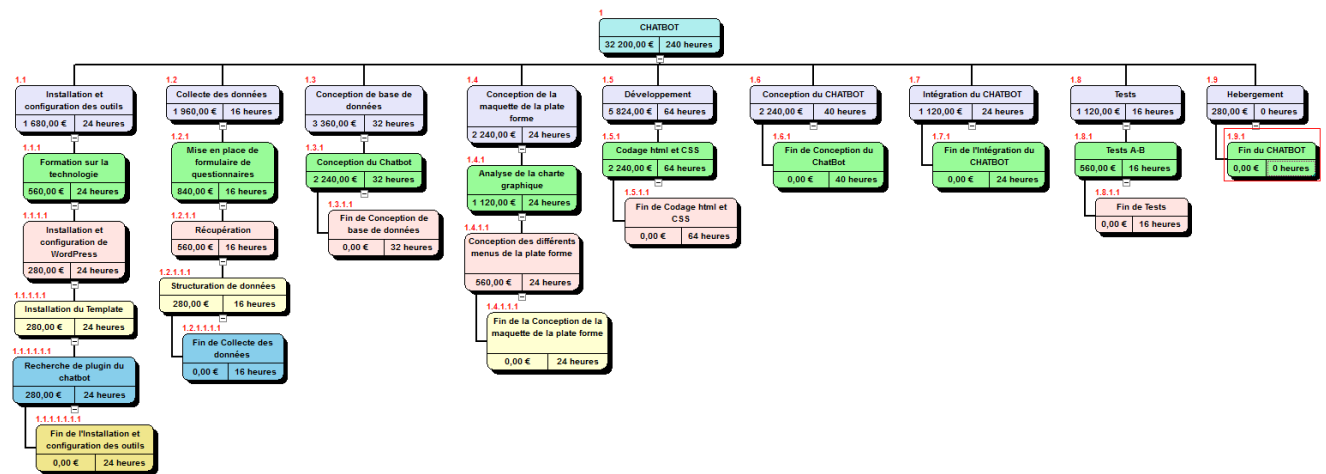 1
CHATBOT
32 200,00 € 240 heures
1.1
Installation et
configuration des outils
1 680,00 € 24 heures
1.1.1
Formation sur la
technologie
560,00 € 24 heures
1.1.1.1
Installation et
configuration de
WordPress
280,00 € 24 heures
1.1.1.1.1
Installation du Template
280,00 € 24 heures
1.1.1.1.1.1
Recherche de plugin du
chatbot
280,00 € 24 heures
1.1.1.1.1.1.1
Fin de l'Installation et
configuration des outils
0,00 € 24 heures
1.2
Collecte des données
1 960,00 € 16 heures
1.2.1
Mise en place de
formulaire de
questionnaires
840,00 € 16 heures
1.2.1.1
Récupération
560,00 € 16 heures
1.2.1.1.1
Structuration de données
280,00 € 16 heures
1.2.1.1.1.1
Fin de Collecte des
données
0,00 € 16 heures
1.3
Conception de base de
données
3 360,00 € 32 heures
1.3.1
Conception du Chatbot
2 240,00 € 32 heures
1.3.1.1
Fin de Conception de
base de données
0,00 € 32 heures
1.4
Conception de la
maquette de la plate
forme
2 240,00 € 24 heures
1.4.1
Analyse de la charte
graphique
1 120,00 € 24 heures
1.4.1.1
Conception des différents
menus de la plate forme
560,00 € 24 heures
1.4.1.1.1
Fin de la Conception de la
maquette de la plate forme
0,00 € 24 heures
1.5
Développement
5 824,00 € 64 heures
1.5.1
Codage html et CSS
2 240,00 € 64 heures
1.5.1.1
Fin de Codage html et
CSS
0,00 € 64 heures
1.6
Conception du CHATBOT
2 240,00 € 40 heures
1.6.1
Fin de Conception du
ChatBot
0,00 € 40 heures
1.7
Intégration du CHATBOT
1 120,00 € 24 heures
1.7.1
Fin de l'Intégration du
CHATBOT
0,00 € 24 heures
1.8
Tests
1 120,00 € 16 heures
1.8.1
Tests A-B
560,00 € 16 heures
1.8.1.1
Fin de Tests
0,00 € 16 heures
1.9
Hebergement
280,00 € 0 heures
1.9.1
Fin du CHATBOT
0,00 € 0 heures